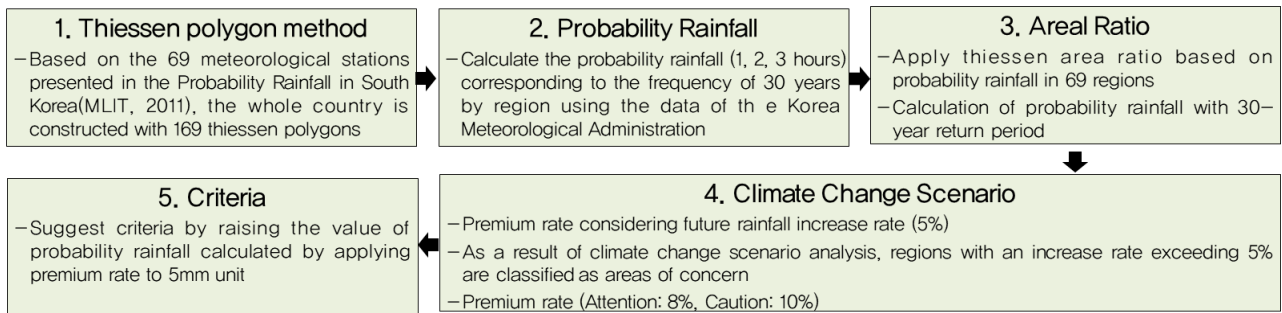 1. Thiessen polygon method
–Based on the 69 meteorological stations
presented in the Probability Rainfall in South
Korea(MLIT, 2011), the whole country is
constructed with 169 thiessen polygons
2. Probability Rainfall
–Calculate the probability rainfall (1, 2, 3 hours)
corresponding to the frequency of 30 years
by region using the data of th e Korea
Meteorological Administration
3. Areal Ratio
–Apply thiessen area ratio based on
probability rainfall in 69 regions
–Calculation of probability rainfall with 30–
year return period
4. Climate Change Scenario
–Premium rate considering future rainfall increase rate (5%)
–As a result of climate change scenario analysis, regions with an increase rate exceeding 5%
are classified as areas of concern
–Premium rate (Attention: 8%, Caution: 10%)
5. Criteria
–Suggest criteria by raising the value of
probability rainfall calculated by applying
premium rate to 5mm unit